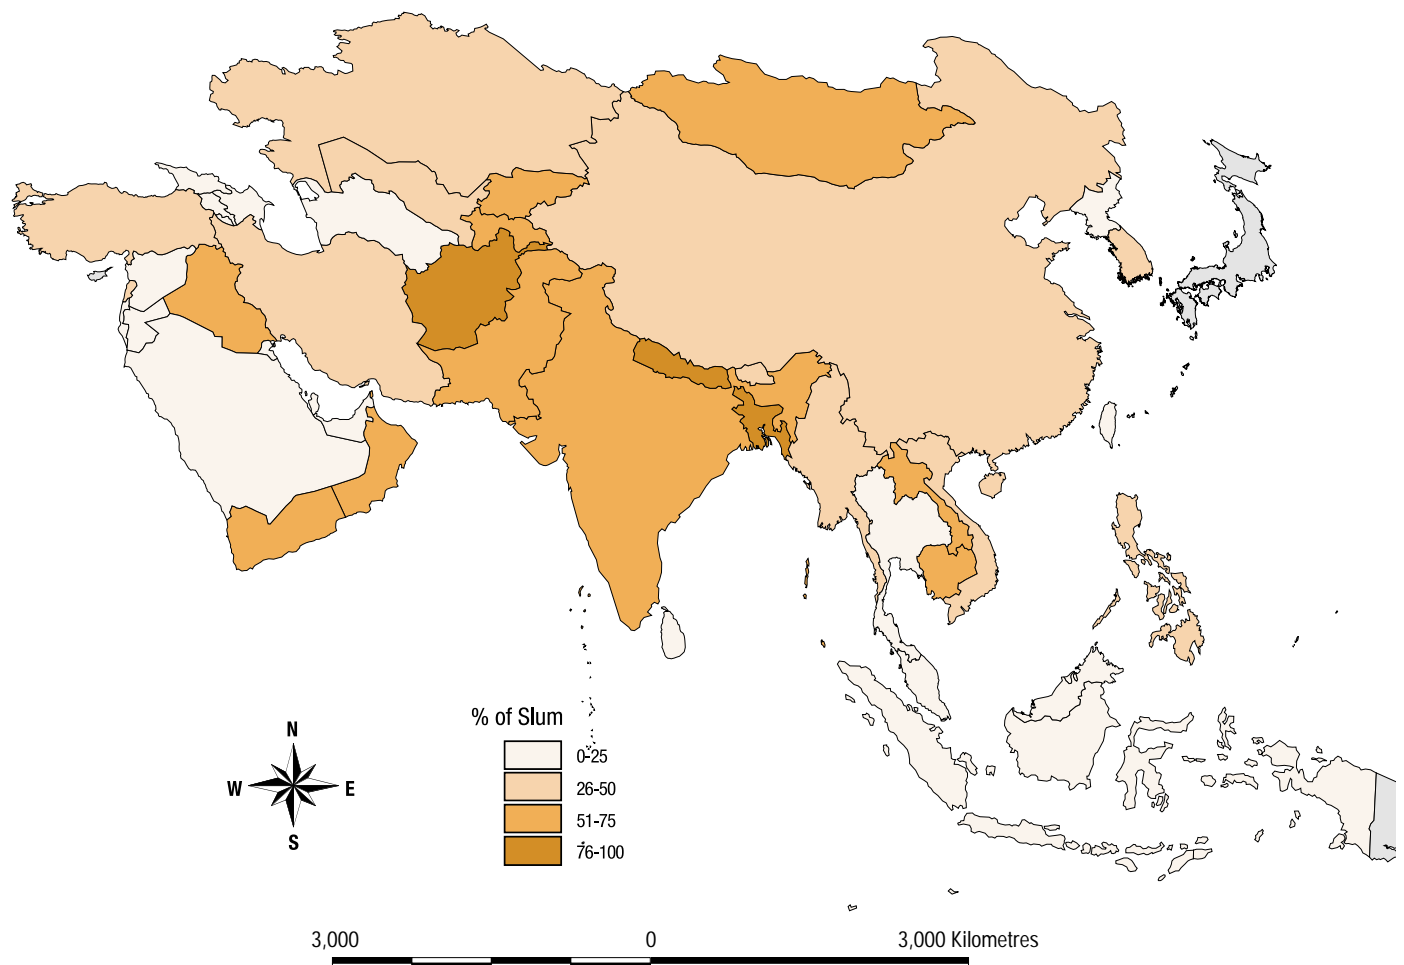 % of Slum
0-25
26-50
51-75
76-100
N
W
E
S
3,000
0
3,000 Kilometres